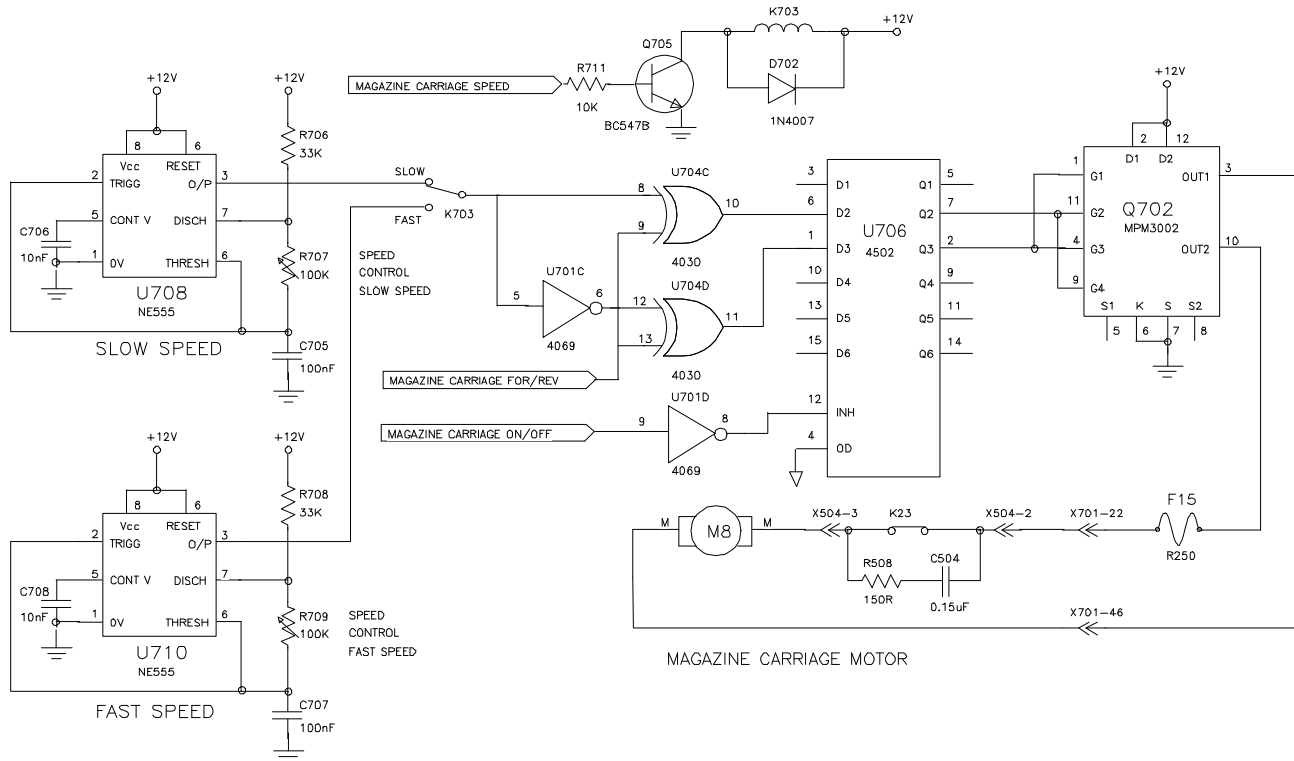 K703
+12V
Q705
D702
1N4007
R711
10K
BC547B
MAGAZINE CARRIAGE SPEED
+12V
+12V
R706
33K
8
6
Vcc
RESET
2
TRIGG
O/P
3
5
CONT V
DISCH
7
1
0V
THRESH
6
C706
10nF
R707
100K
U708
NE555
SLOW SPEED
C705
100nF
SPEED
CONTROL
SLOW SPEED
SLOW
FAST
K703
U704C
8
9
10
4030
U701C
5
6
4069
U704D
12
13
11
4030
MAGAZINE CARRIAGE FOR/REV
MAGAZINE CARRIAGE ON/OFF
U701D
9
8
4069
3
D1
Q1
5
6
D2
Q2
7
1
D3
Q3
2
10
D4
Q4
9
13
D5
Q5
11
15
D6
Q6
14
12
INH
4
OD
U706
4502
+12V
2
12
D1
D2
1
G1
OUT1
3
11
G2
4
G3
OUT2
10
9
G4
Q702
MPM3002
S1
K
S
S2
5
6
7
8
+12V
+12V
R708
33K
8
6
Vcc
RESET
2
TRIGG
O/P
3
5
CONT V
DISCH
7
1
0V
THRESH
6
C708
10nF
R709
100K
U710
NE555
FAST SPEED
C707
100nF
SPEED
CONTROL
FAST SPEED
M
M8
M
X504-3
K23
X504-2
X701-22
F15
R250
R508
150R
C504
0.15uF
X701-46
MAGAZINE CARRIAGE MOTOR